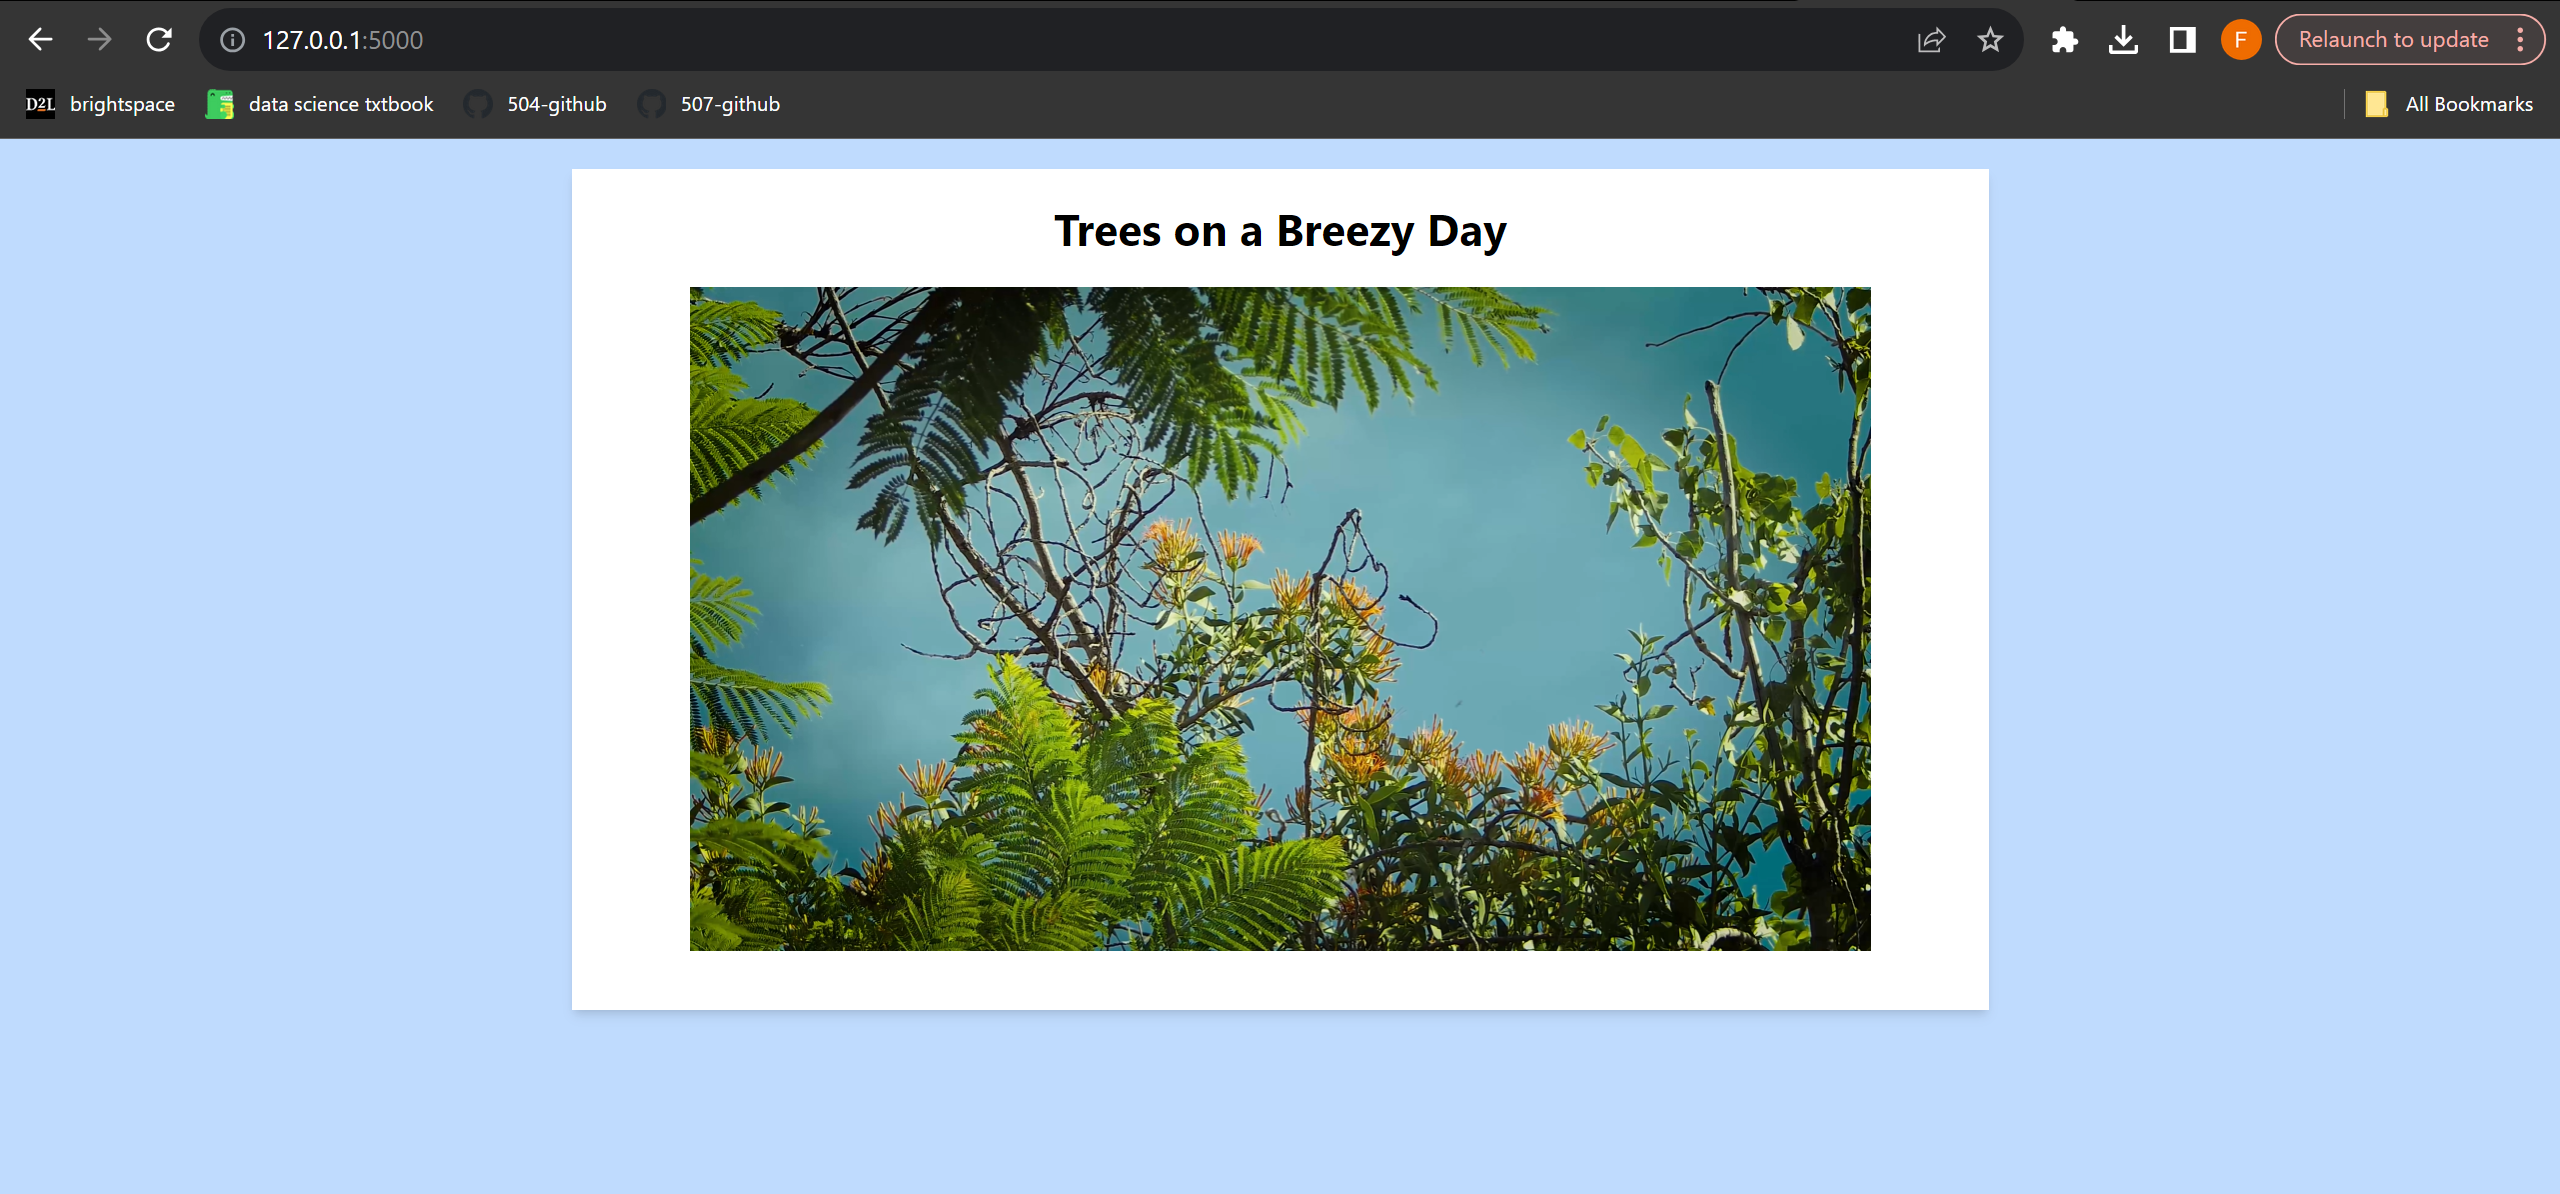 127.0.0.1:5000
F
Relaunch to update
D2L brightspace
data science txtbook
504-github
507-github
All Bookmarks
Trees on a Breezy Day